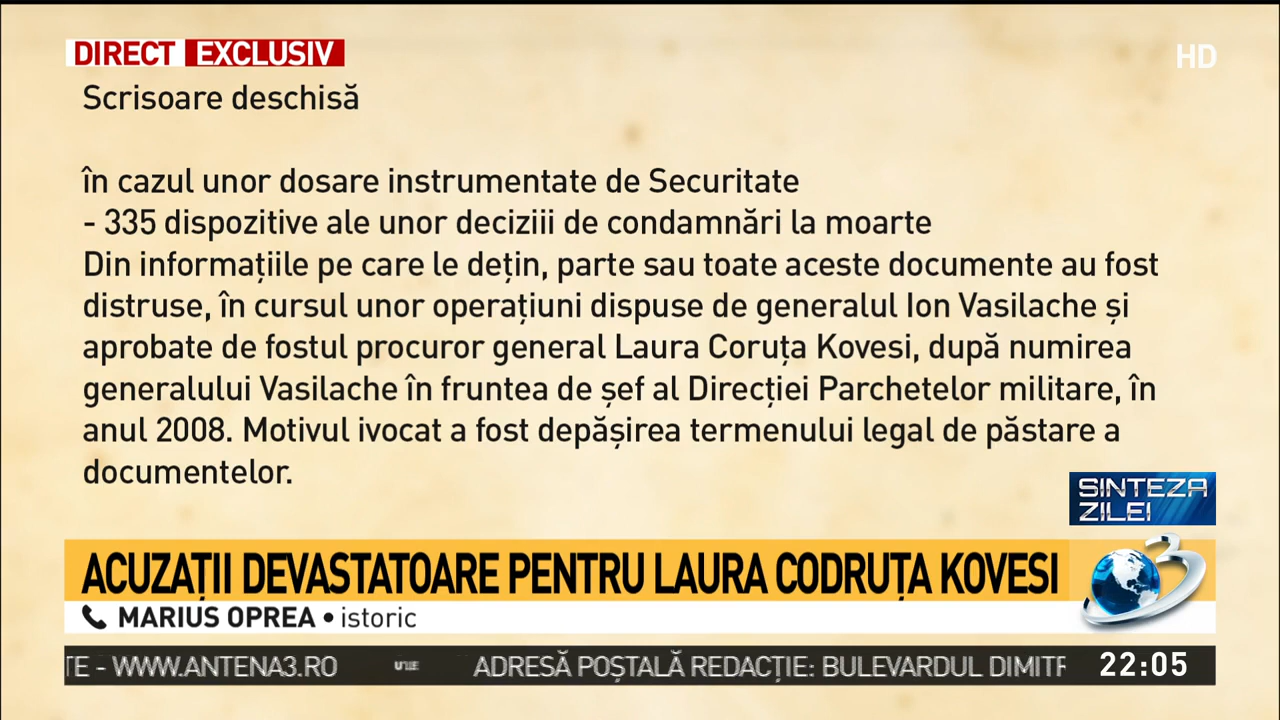 DIRECT EXCLUSIV
HD
Scrisoare deschisă
în cazul unor dosare instrumentate de Securitate
- 335 dispozitive ale unor deciziii de condamnări la moarte
Din informațiile pe care le dețin, parte sau toate aceste documente au fost
distruse, în cursul unor operațiuni dispuse de generalul Ion Vasilache și
aprobate de fostul procuror general Laura Coruța Kovesi, după numirea
generalului Vasilache în fruntea de șef al Direcției Parchetelor militare, în
anul 2008. Motivul ivocat a fost depășirea termenului legal de păstare a
documentelor.
SINTEZA
ZILEI
ACUZAȚII DEVASTATOARE PENTRU LAURA CODRUȚA KOVESI
3
MARIUS OPREA • istoric
TE - WWW.ANTENA3.RO ADRESĂ POȘTALĂ REDACȚIE: BULEVARDUL DIMITR
22:05